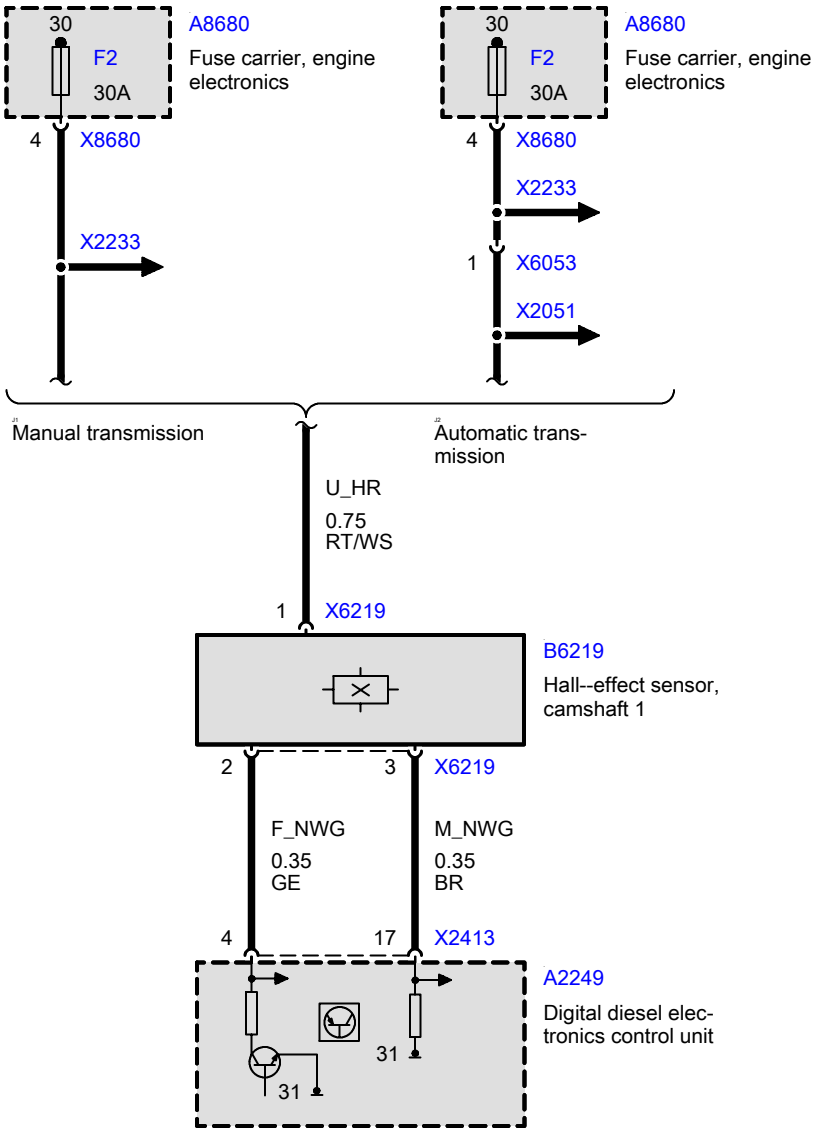 30
A8680
F2
Fuse carrier, engine
electronics
30A
4
X8680
X2233
30
A8680
F2
Fuse carrier, engine
electronics
30A
4
X8680
X2233
1
X6053
X2051
J1
Manual transmission
J2
Automatic trans-
mission
U_HR
0.75
RT/WS
1
X6219
B6219
Hall--effect sensor,
camshaft 1
2
3
X6219
F_NWG
0.35
GE
M_NWG
0.35
BR
4
17
X2413
A2249
Digital diesel elec-
tronics control unit
31
31